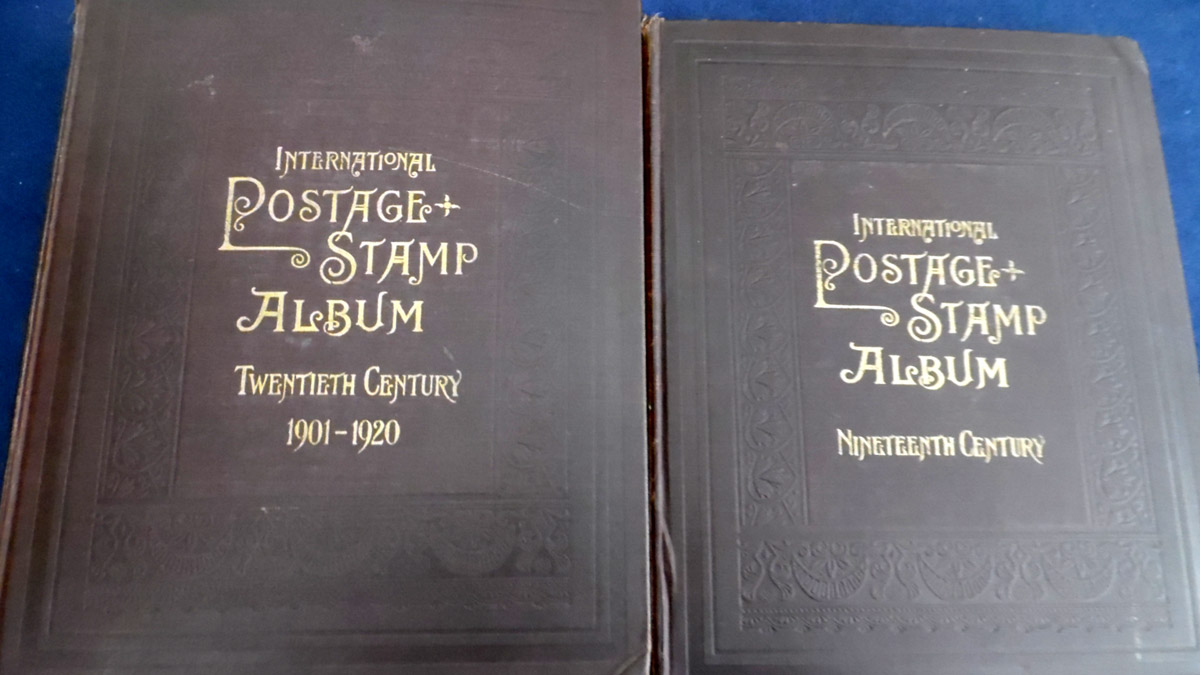 INTERNATIONAL
POSTAGE
STAMP
ALBUM
TWENTIETH CENTURY
1901-1920
INTERNATIONAL
POSTAGE
STAMP
ALBUM
NINETEENTH CENTURY